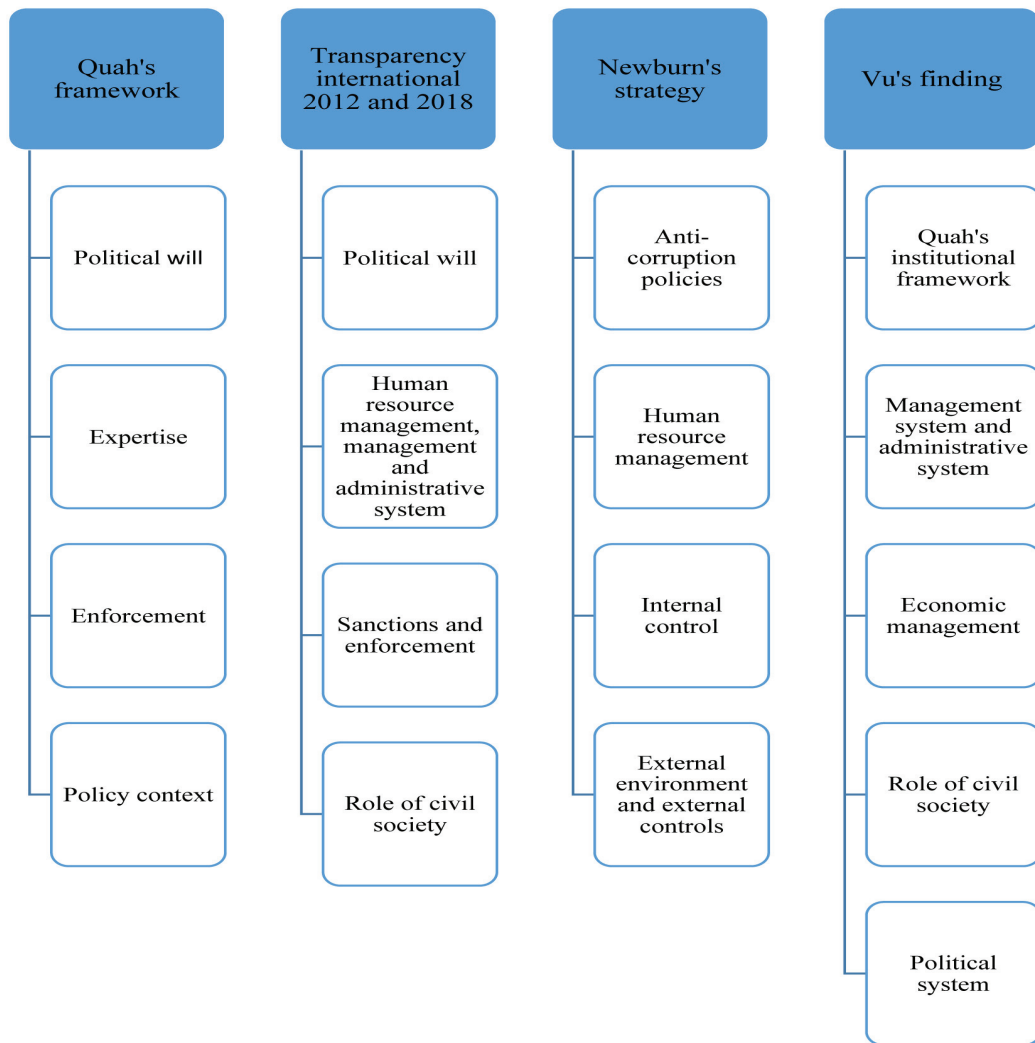 Quah's
framework
Political will
Expertise
Enforcement
Policy context
Transparency
international
2012 and 2018
Political will
Human
resource
management,
management
and
administrative
system
Sanctions and
enforcement
Role of civil
society
Newburn's
strategy
Anti-
corruption
policies
Human
resource
management
Internal
control
External
environment
and external
controls
Vu's finding
Quah's
institutional
framework
Management
system and
administrative
system
Economic
management
Role of civil
society
Political
system